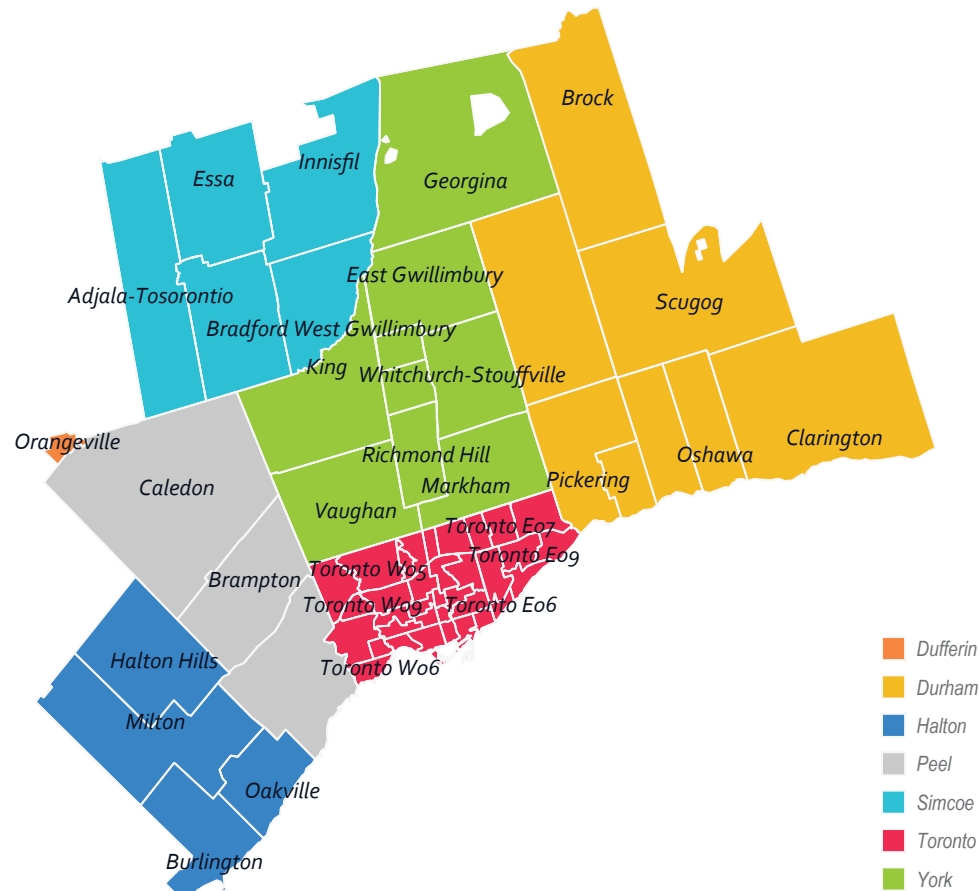 Brock
Innisfil
Essa
Georgina
East Gwillimbury
Adjala-Tosorontio
Scugog
Bradford West Gwillimbury
King
Whitchurch-Stouffville
Orangeville
Clarington
Richmond Hill
Oshawa
Pickering
Caledon
Markham
Vaughan
Toronto E07
Toronto E09
Toronto W05
Brampton
Toronto W09
Toronto E06
Halton Hills
Toronto W06
Milton
Oakville
Burlington
Dufferin
Durham
Halton
Peel
Simcoe
Toronto
York